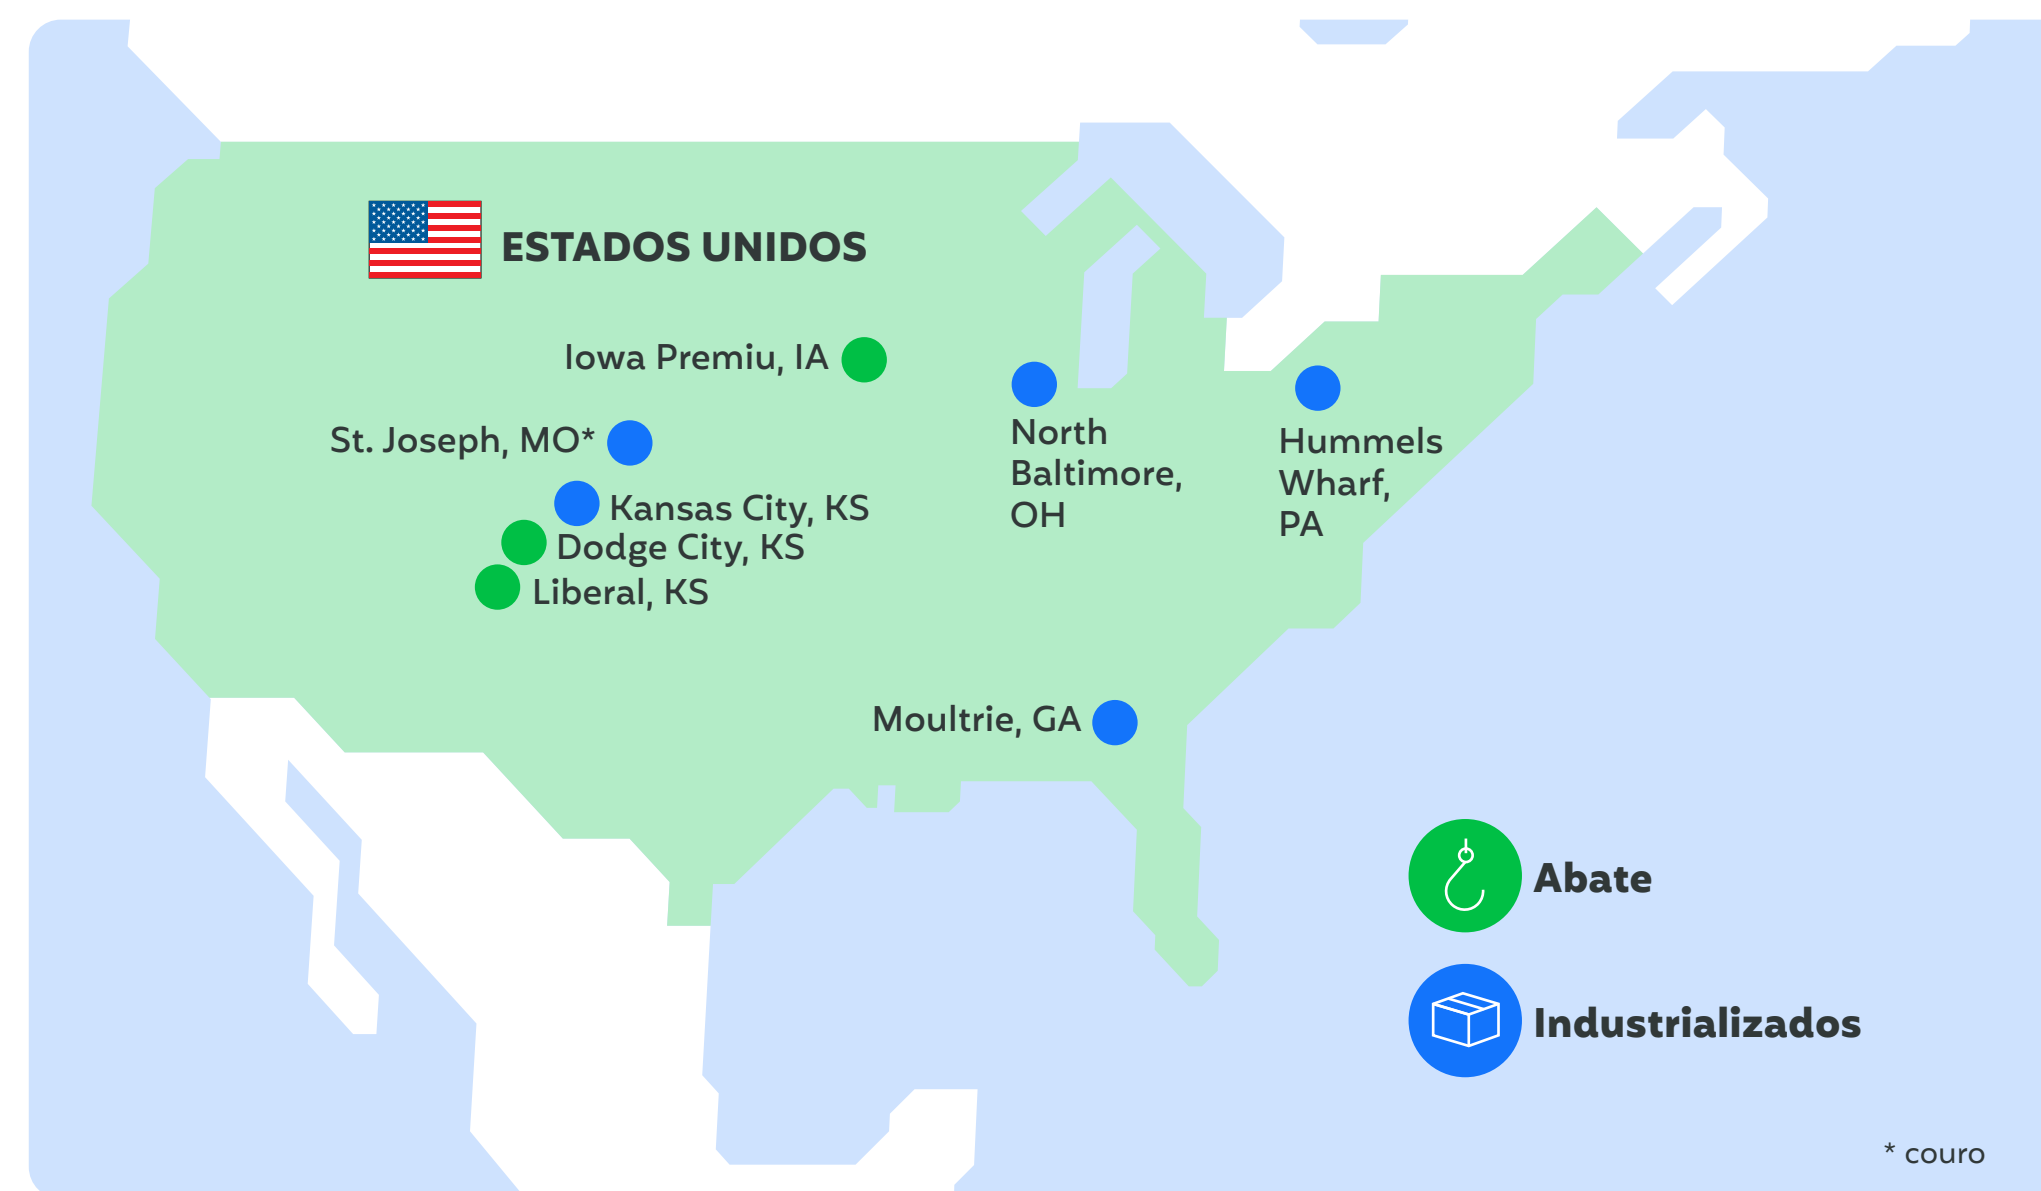 ESTADOS UNIDOS
Iowa Premiu, IA
St. Joseph, MO*
Kansas City, KS
Dodge City, KS
Liberal, KS
North
Baltimore,
OH
Hummels
Wharf,
PA
Moultrie, GA
Abate
Industrializados
* couro